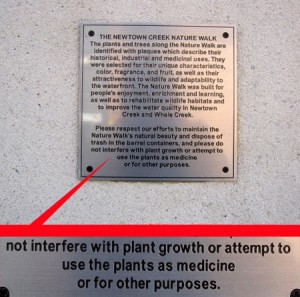 THE NEWTOWN CREEK NATURE WALK
The plants and trees along the Nature Walk are
identified with plaques which describe their
historical, industrial and medicinal uses. They
were selected for their unique characteristics,
color, fragrance, and fruit, as well as their
attractiveness to wildlife and adaptability to
the waterfront. The Nature Walk was built for
people's enjoyment, enrichment and learning,
as well as to rehabilitate wildlife habitats and
to improve the water quality in Newtown
Creek and Whale Creek.
Please respect our efforts to maintain the
Nature Walk's natural beauty and dispose of
trash in the barrel containers, and please do
not interfere with plant growth or attempt to
use the plants as medicine
or for other purposes.
not interfere with plant growth or attempt to
use the plants as medicine
or for other purposes.